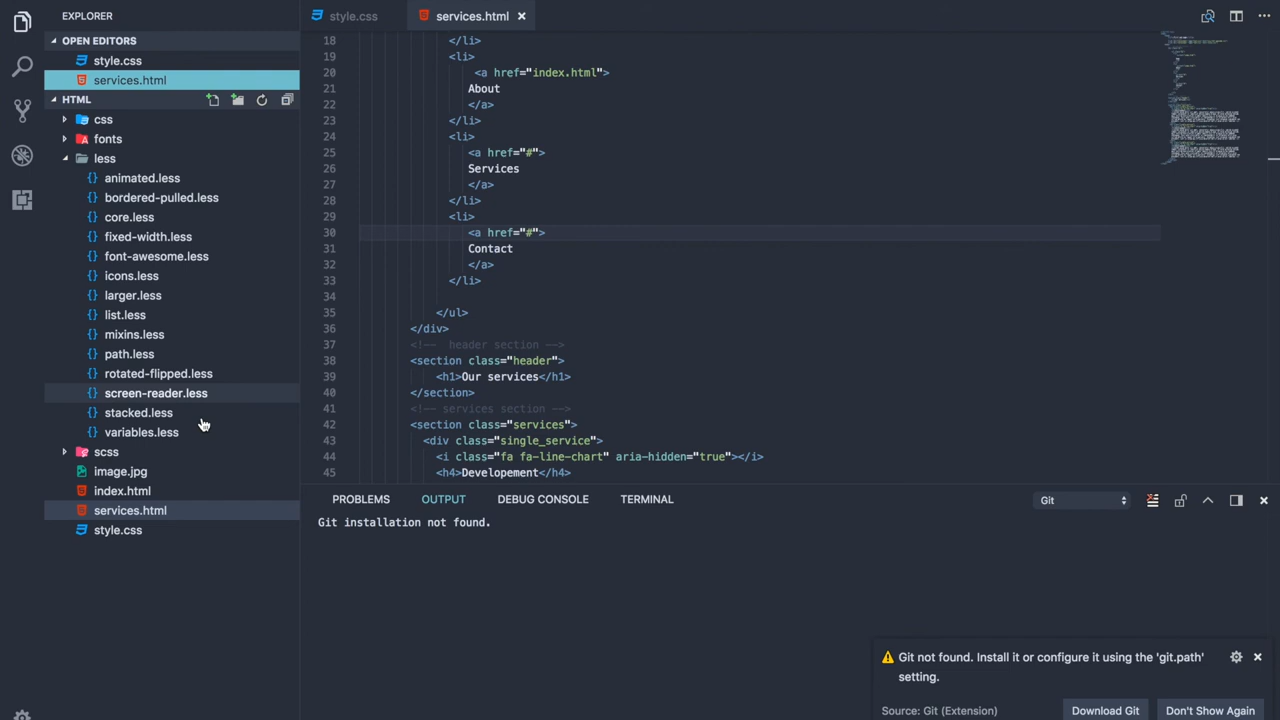 EXPLORER
OPEN EDITORS
style.css
services.html
HTML
css
fonts
less
animated.less
bordered-pulled.less
core.less
fixed-width.less
font-awesome.less
icons.less
larger.less
list.less
mixins.less
path.less
rotated-flipped.less
screen-reader.less
stacked.less
variables.less
scss
image.jpg
index.html
services.html
style.css
style.css services.html
18 </li>
19 <li>
20 <a href="index.html">
21 About
22 </a>
23 </li>
24 <li>
25 <a href="#">
26 Services
27 </a>
28 </li>
29 <li>
30 <a href="#">
31 Contact
32 </a>
33 </li>
34
35 </ul>
36 </div>
37 <!-- header section -->
38 <section class="header">
39 <h1>Our services</h1>
40 </section>
41 <!-- services section -->
42 <section class="services">
43 <div class="single_service">
44 <i class="fa fa-line-chart" aria-hidden="true"></i>
45 <h4>Developement</h4>
PROBLEMS OUTPUT DEBUG CONSOLE TERMINAL Git
Git installation not found.
Git not found. Install it or configure it using the 'git.path'
setting.
Source: Git (Extension) Download Git Don't Show Again